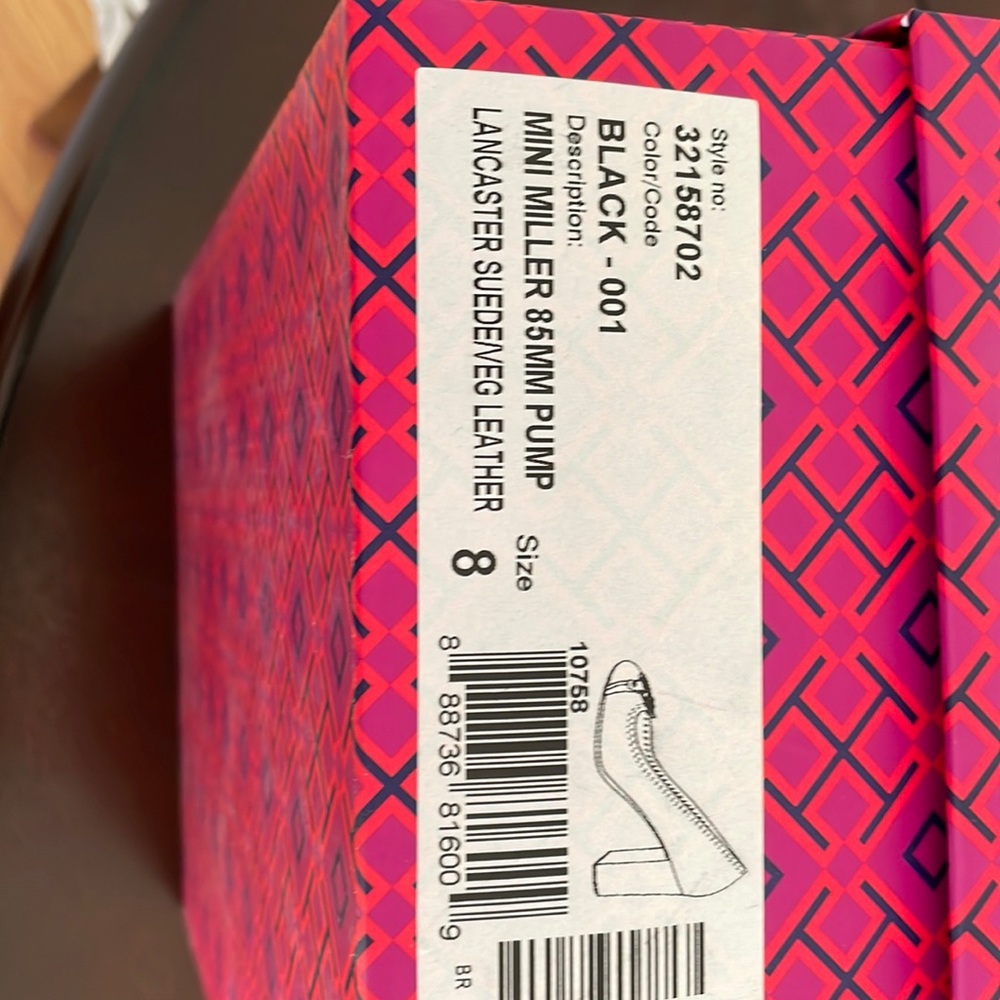 Style no:
32158702
Color/Code
BLACK - 001
Description:
MINI MILLER 85MM PUMP
LANCASTER SUEDE/VEG LEATHER
Size
8
10758
8 88736 81600 9
BR